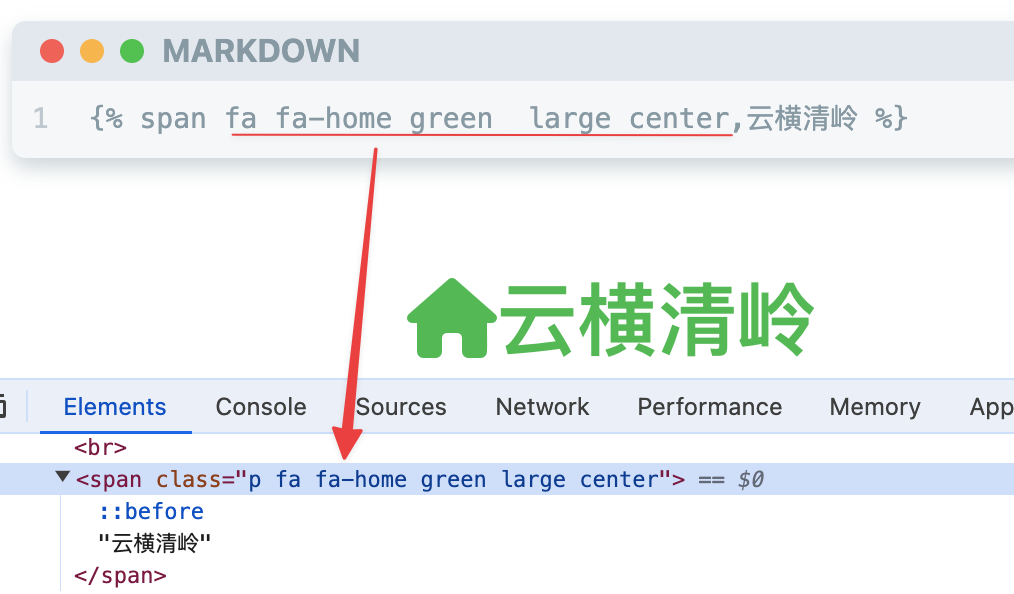 MARKDOWN
1 {% span fa fa-home green  large center,云横清岭 %}
云横清岭
Elements Console Sources Network Performance Memory App
<br>
<span class="p fa fa-home green large center"> == $0
::before
"云横清岭"
</span>